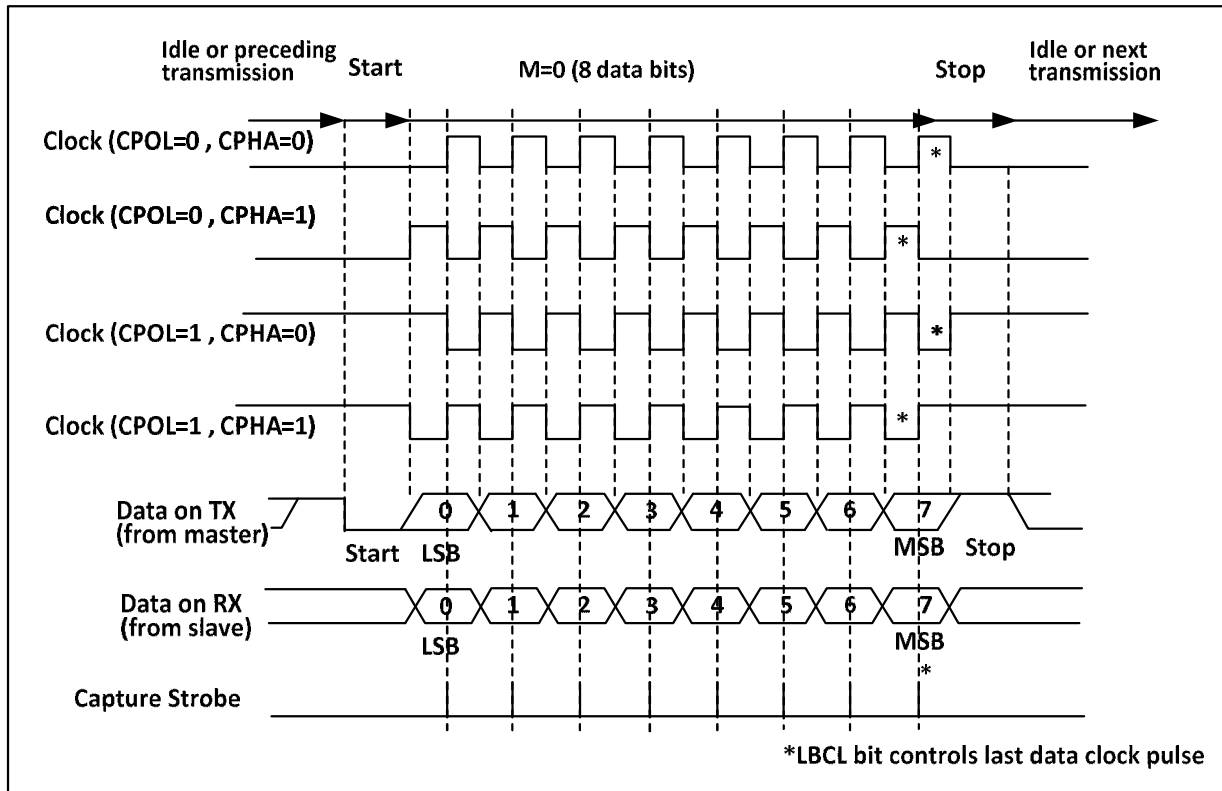 Idle or preceding
transmission
Start
M=0 (8 data bits)
Stop
Idle or next
transmission
Clock (CPOL=0 , CPHA=0)
*
Clock (CPOL=0 , CPHA=1)
*
Clock (CPOL=1 , CPHA=0)
*
Clock (CPOL=1 , CPHA=1)
*
Data on TX
(from master)
0 1 2 3 4 5 6 7
Start LSB MSB Stop
Data on RX
(from slave)
0 1 2 3 4 5 6 7
LSB MSB
*
Capture Strobe
*LBCL bit controls last data clock pulse